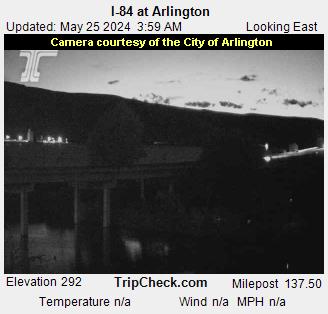 I-84 at Arlington
Updated: May 25 2024 3:59 AM Looking East
Camera courtesy of the City of Arlington
Elevation 292 TripCheck.com Milepost 137.50
Temperature n/a Wind n/a MPH n/a